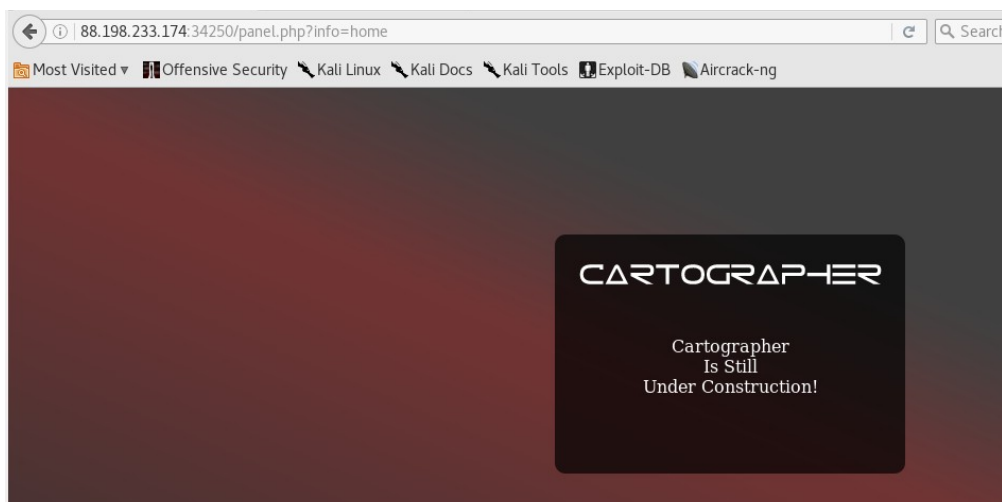 88.198.233.174:34250/panel.php?info=home
Search
Most Visited Offensive Security Kali Linux Kali Docs Kali Tools Exploit-DB Aircrack-ng
CARTOGRAPHER
Cartographer
Is Still
Under Construction!